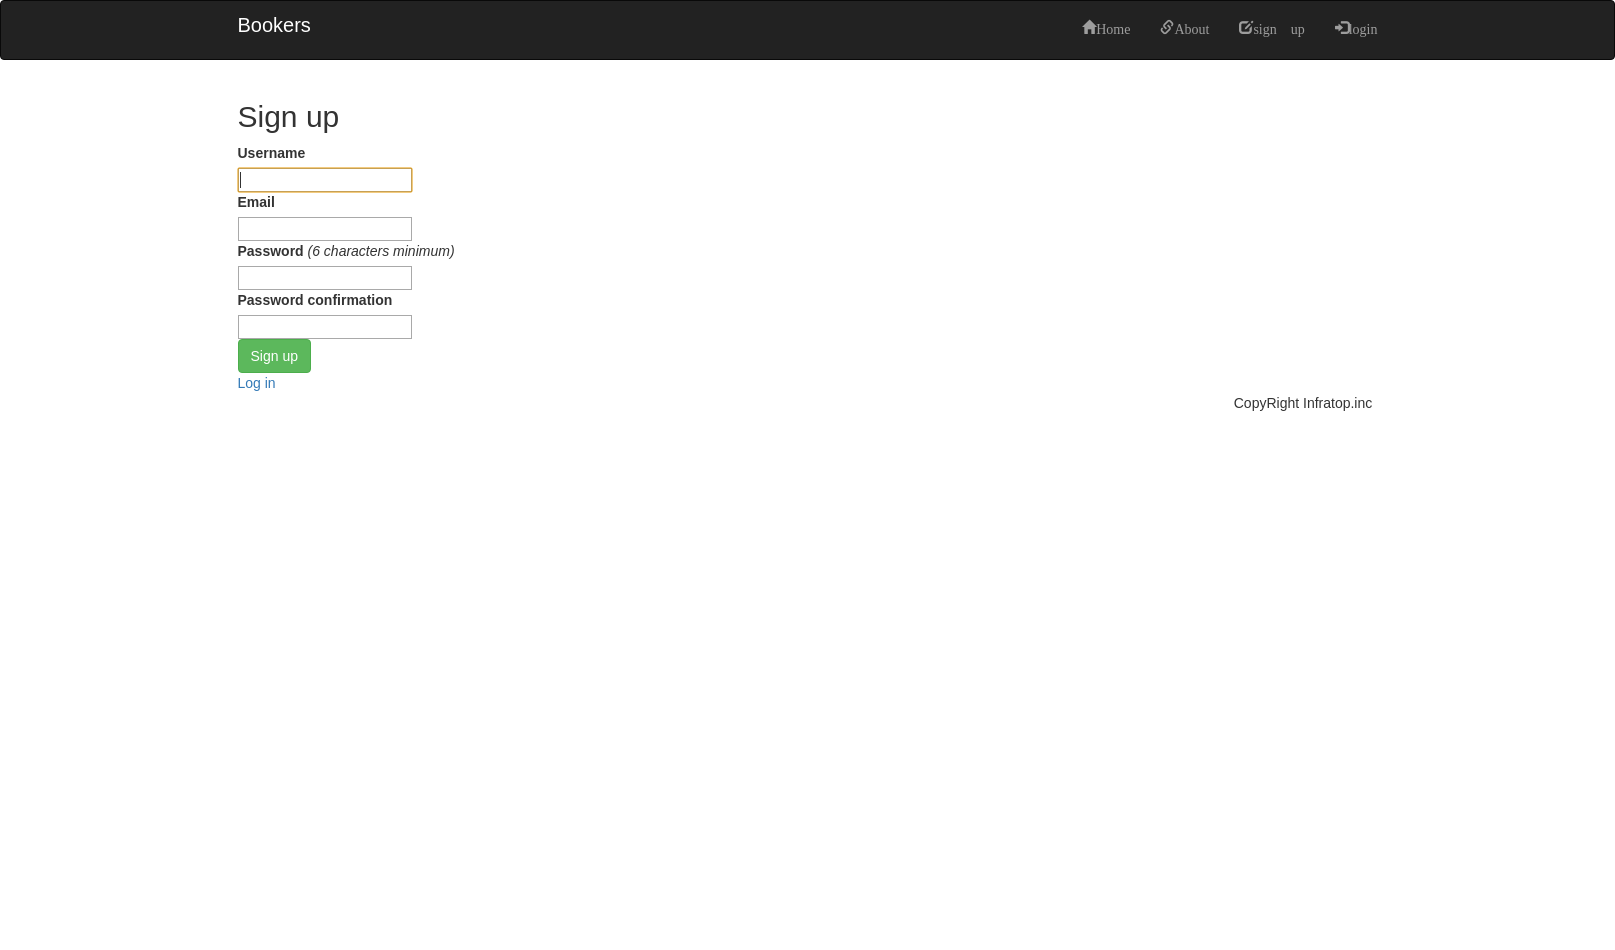 Bookers
Home About sign up login
Sign up
Username
Email
Password (6 characters minimum)
Password confirmation
Sign up
Log in
CopyRight Infratop.inc